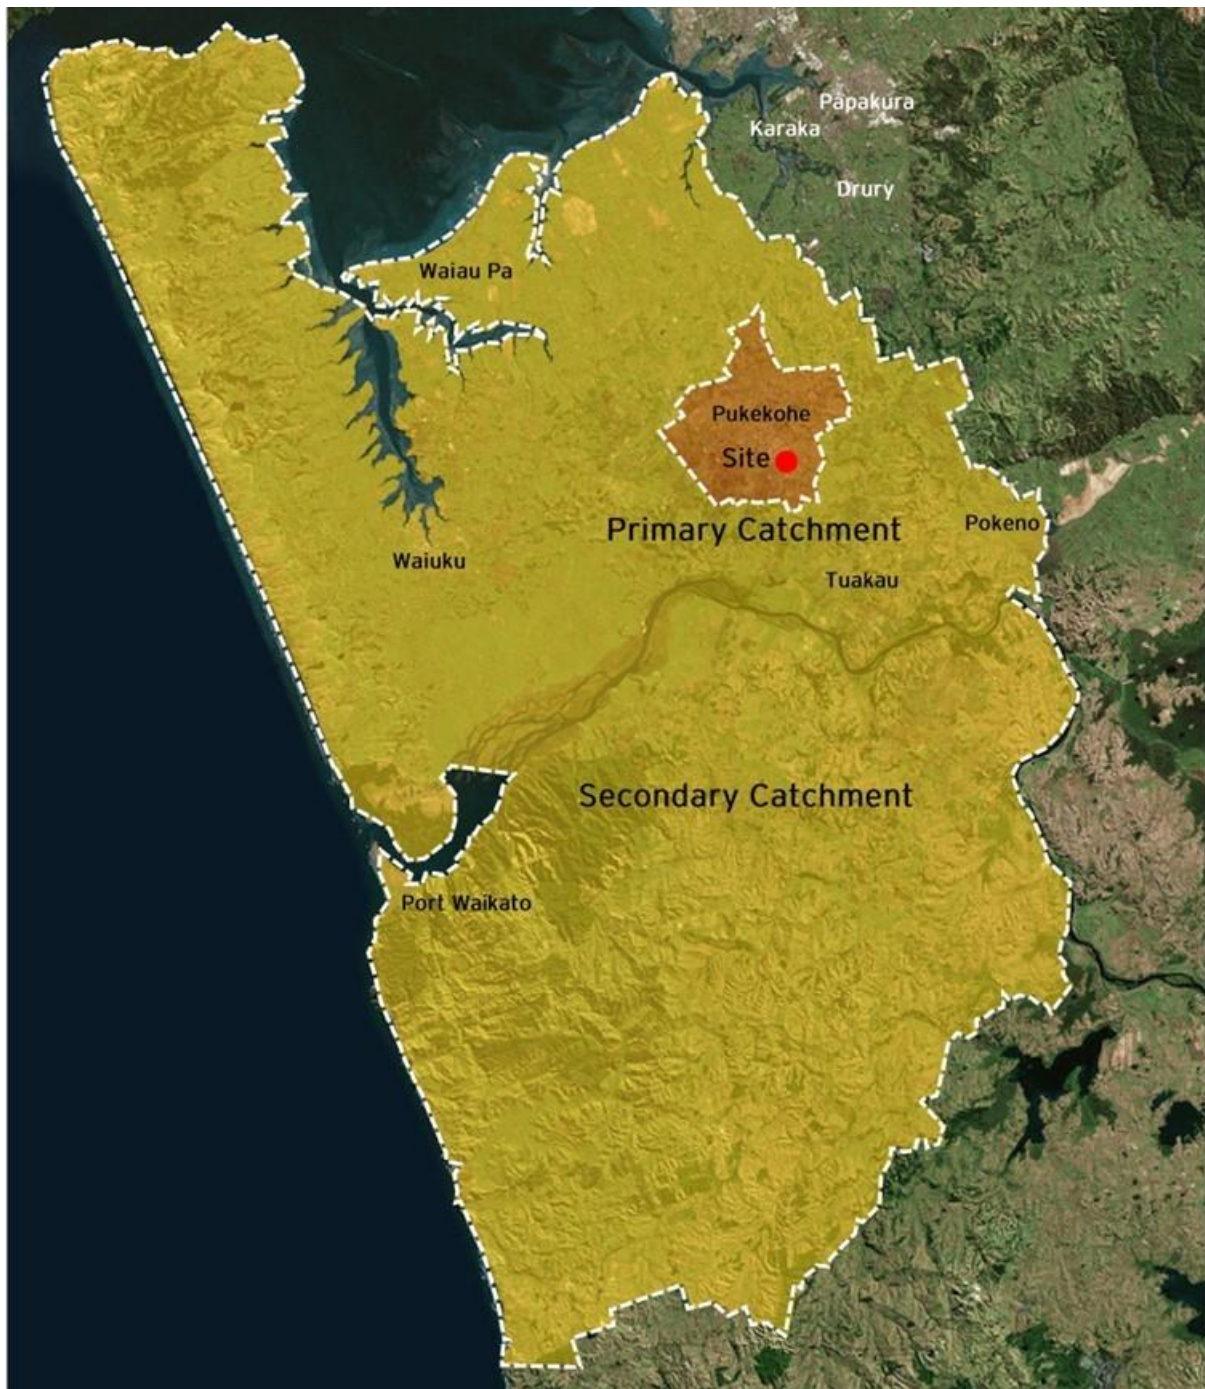 Papakura
Karaka
Drury
Waiau Pa
Pukekohe
Site
Primary Catchment
Pokeno
Waiuku
Tuakau
Secondary Catchment
Port Waikato